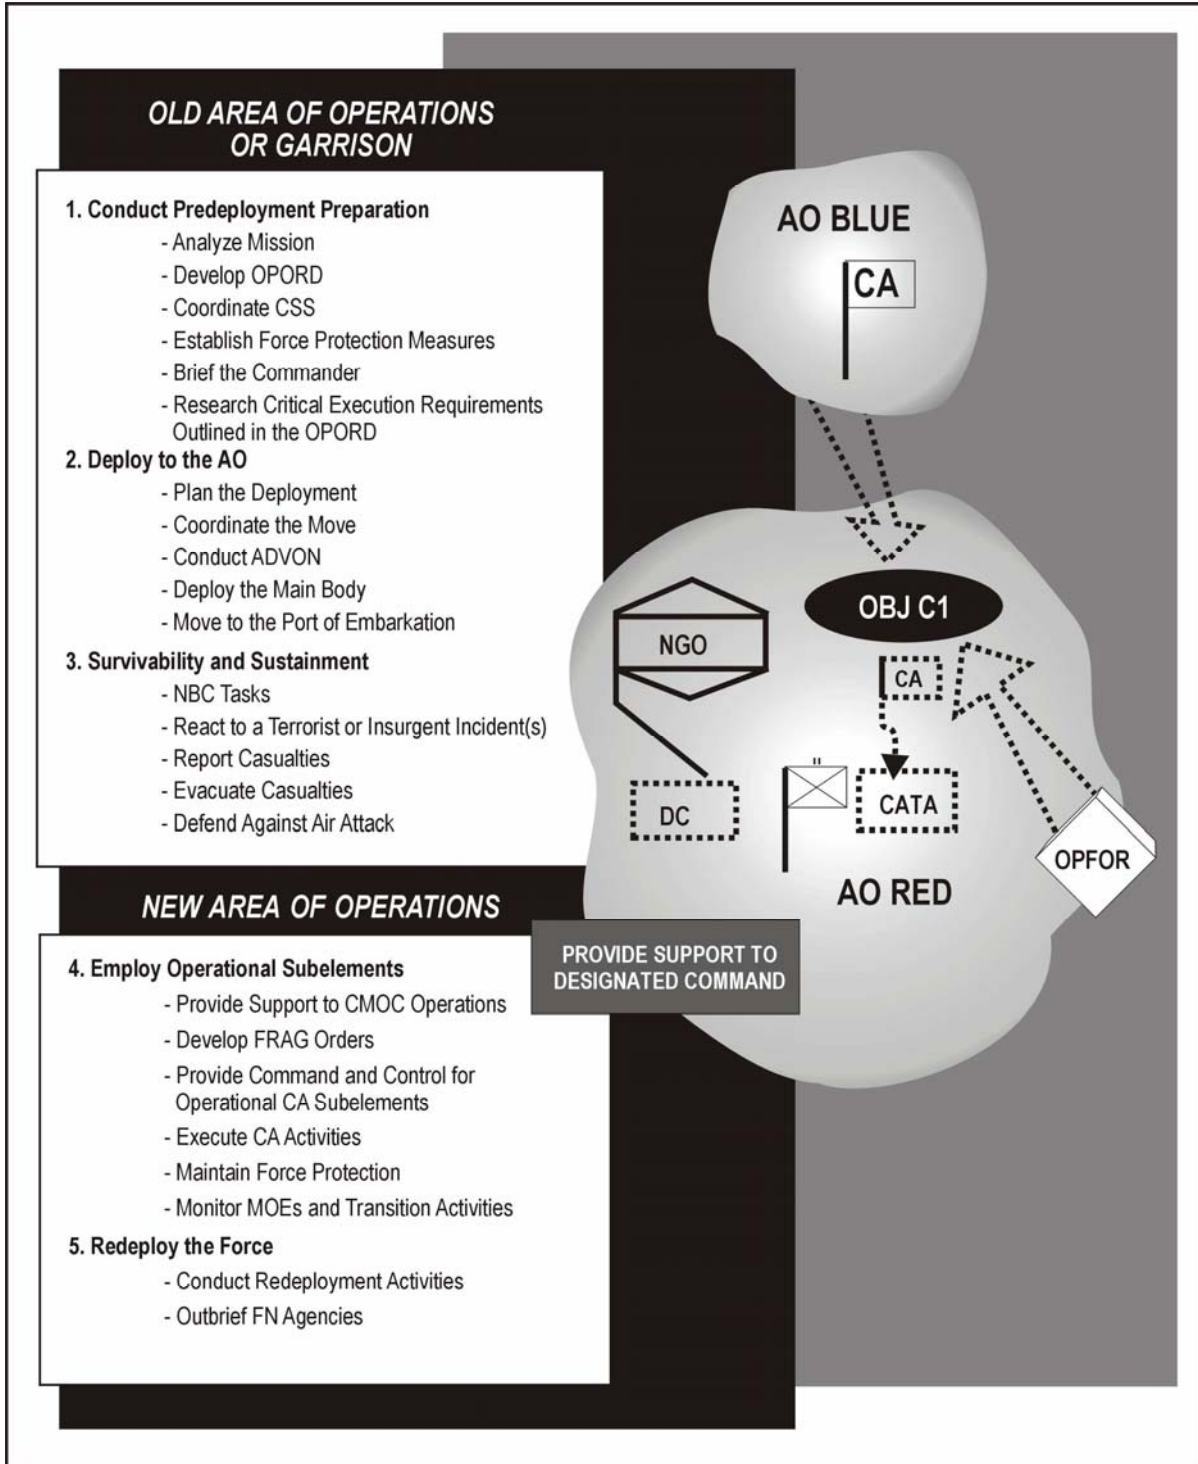 OLD AREA OF OPERATIONS
OR GARRISON
1. Conduct Predeployment Preparation
- Analyze Mission
- Develop OPORD
- Coordinate CSS
- Establish Force Protection Measures
- Brief the Commander
- Research Critical Execution Requirements
Outlined in the OPORD
2. Deploy to the AO
- Plan the Deployment
- Coordinate the Move
- Conduct ADVON
- Deploy the Main Body
- Move to the Port of Embarkation
3. Survivability and Sustainment
- NBC Tasks
- React to a Terrorist or Insurgent Incident(s)
- Report Casualties
- Evacuate Casualties
- Defend Against Air Attack
NEW AREA OF OPERATIONS
4. Employ Operational Subelements
- Provide Support to CMOC Operations
- Develop FRAG Orders
- Provide Command and Control for
Operational CA Subelements
- Execute CA Activities
- Maintain Force Protection
- Monitor MOEs and Transition Activities
5. Redeploy the Force
- Conduct Redeployment Activities
- Outbrief FN Agencies
AO BLUE
CA
OBJ C1
NGO
CA
DC
CATA
OPFOR
AO RED
PROVIDE SUPPORT TO
DESIGNATED COMMAND